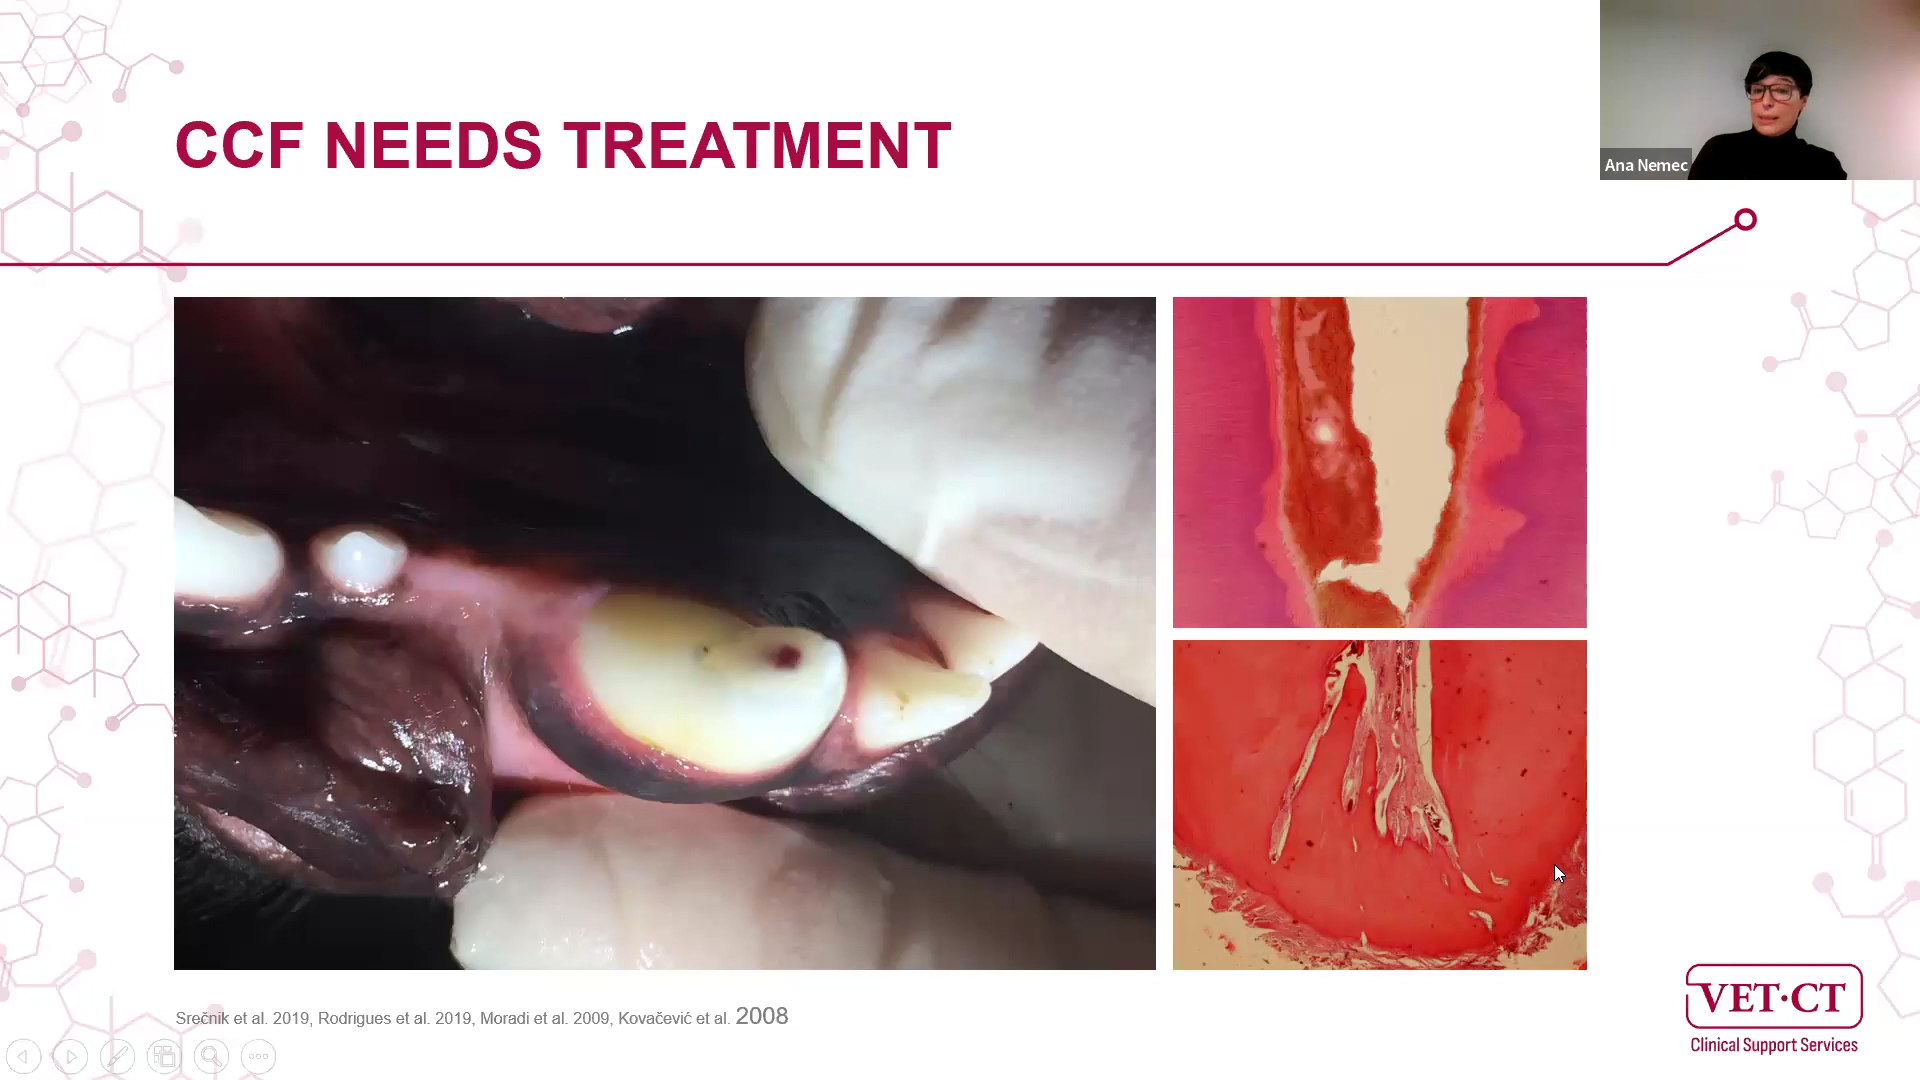 CCF NEEDS TREATMENT
Ana Nemec
Srečnik et al. 2019, Rodrigues et al. 2019, Moradi et al. 2009, Kovačević et al. 2008
VET·CT
Clinical Support Services